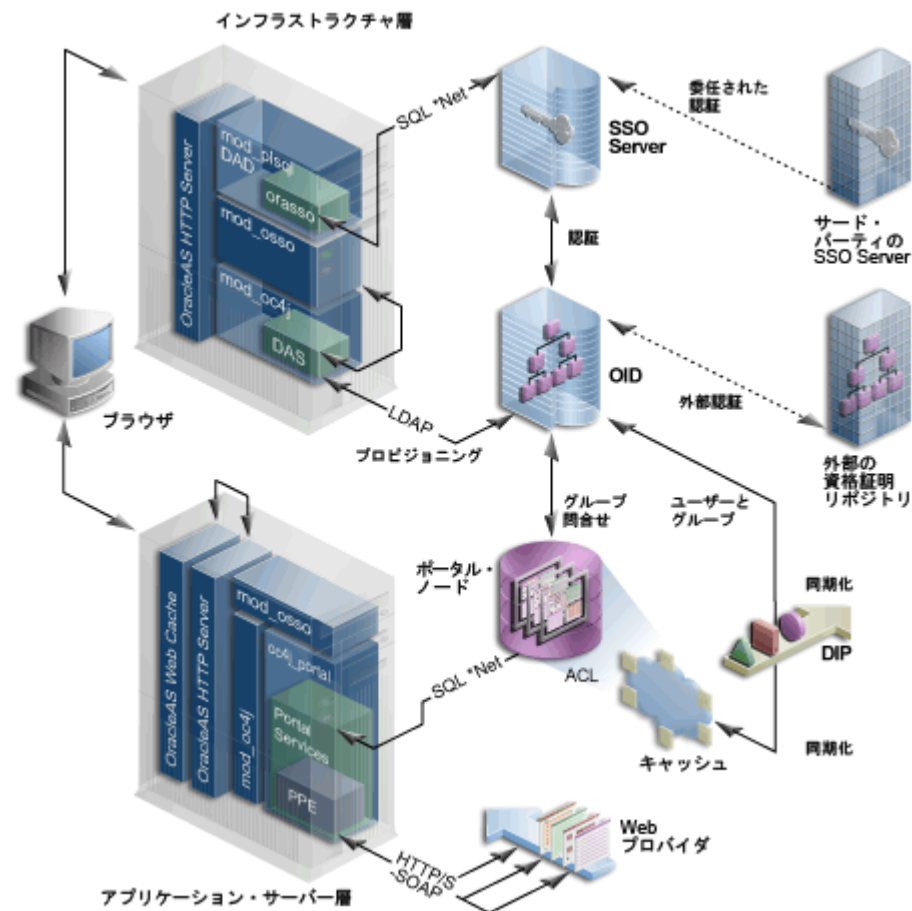 インフラストラクチャ層
OracleAS HTTP Server
mod_plsql
DAD
orasso
mod_osso
mod_oc4j
DAS
SQL *Net
SSO
Server
委任された
認証
サード・
パーティの
SSO Server
認証
ブラウザ
LDAP
プロビジョニング
OID
外部認証
外部の
資格証明
リポジトリ
グループ
問合せ
ユーザーと
グループ
ポータル・
ノード
ACL
同期化
DIP
同期化
キャッシュ
OracleAS Web Cache
OracleAS HTTP Server
mod_oc4j
mod_osso
oc4j_portal
Portal
Services
PPE
SQL *Net
HTTP/S
-SOAP
Web
プロバイダ
アプリケーション・サーバー層